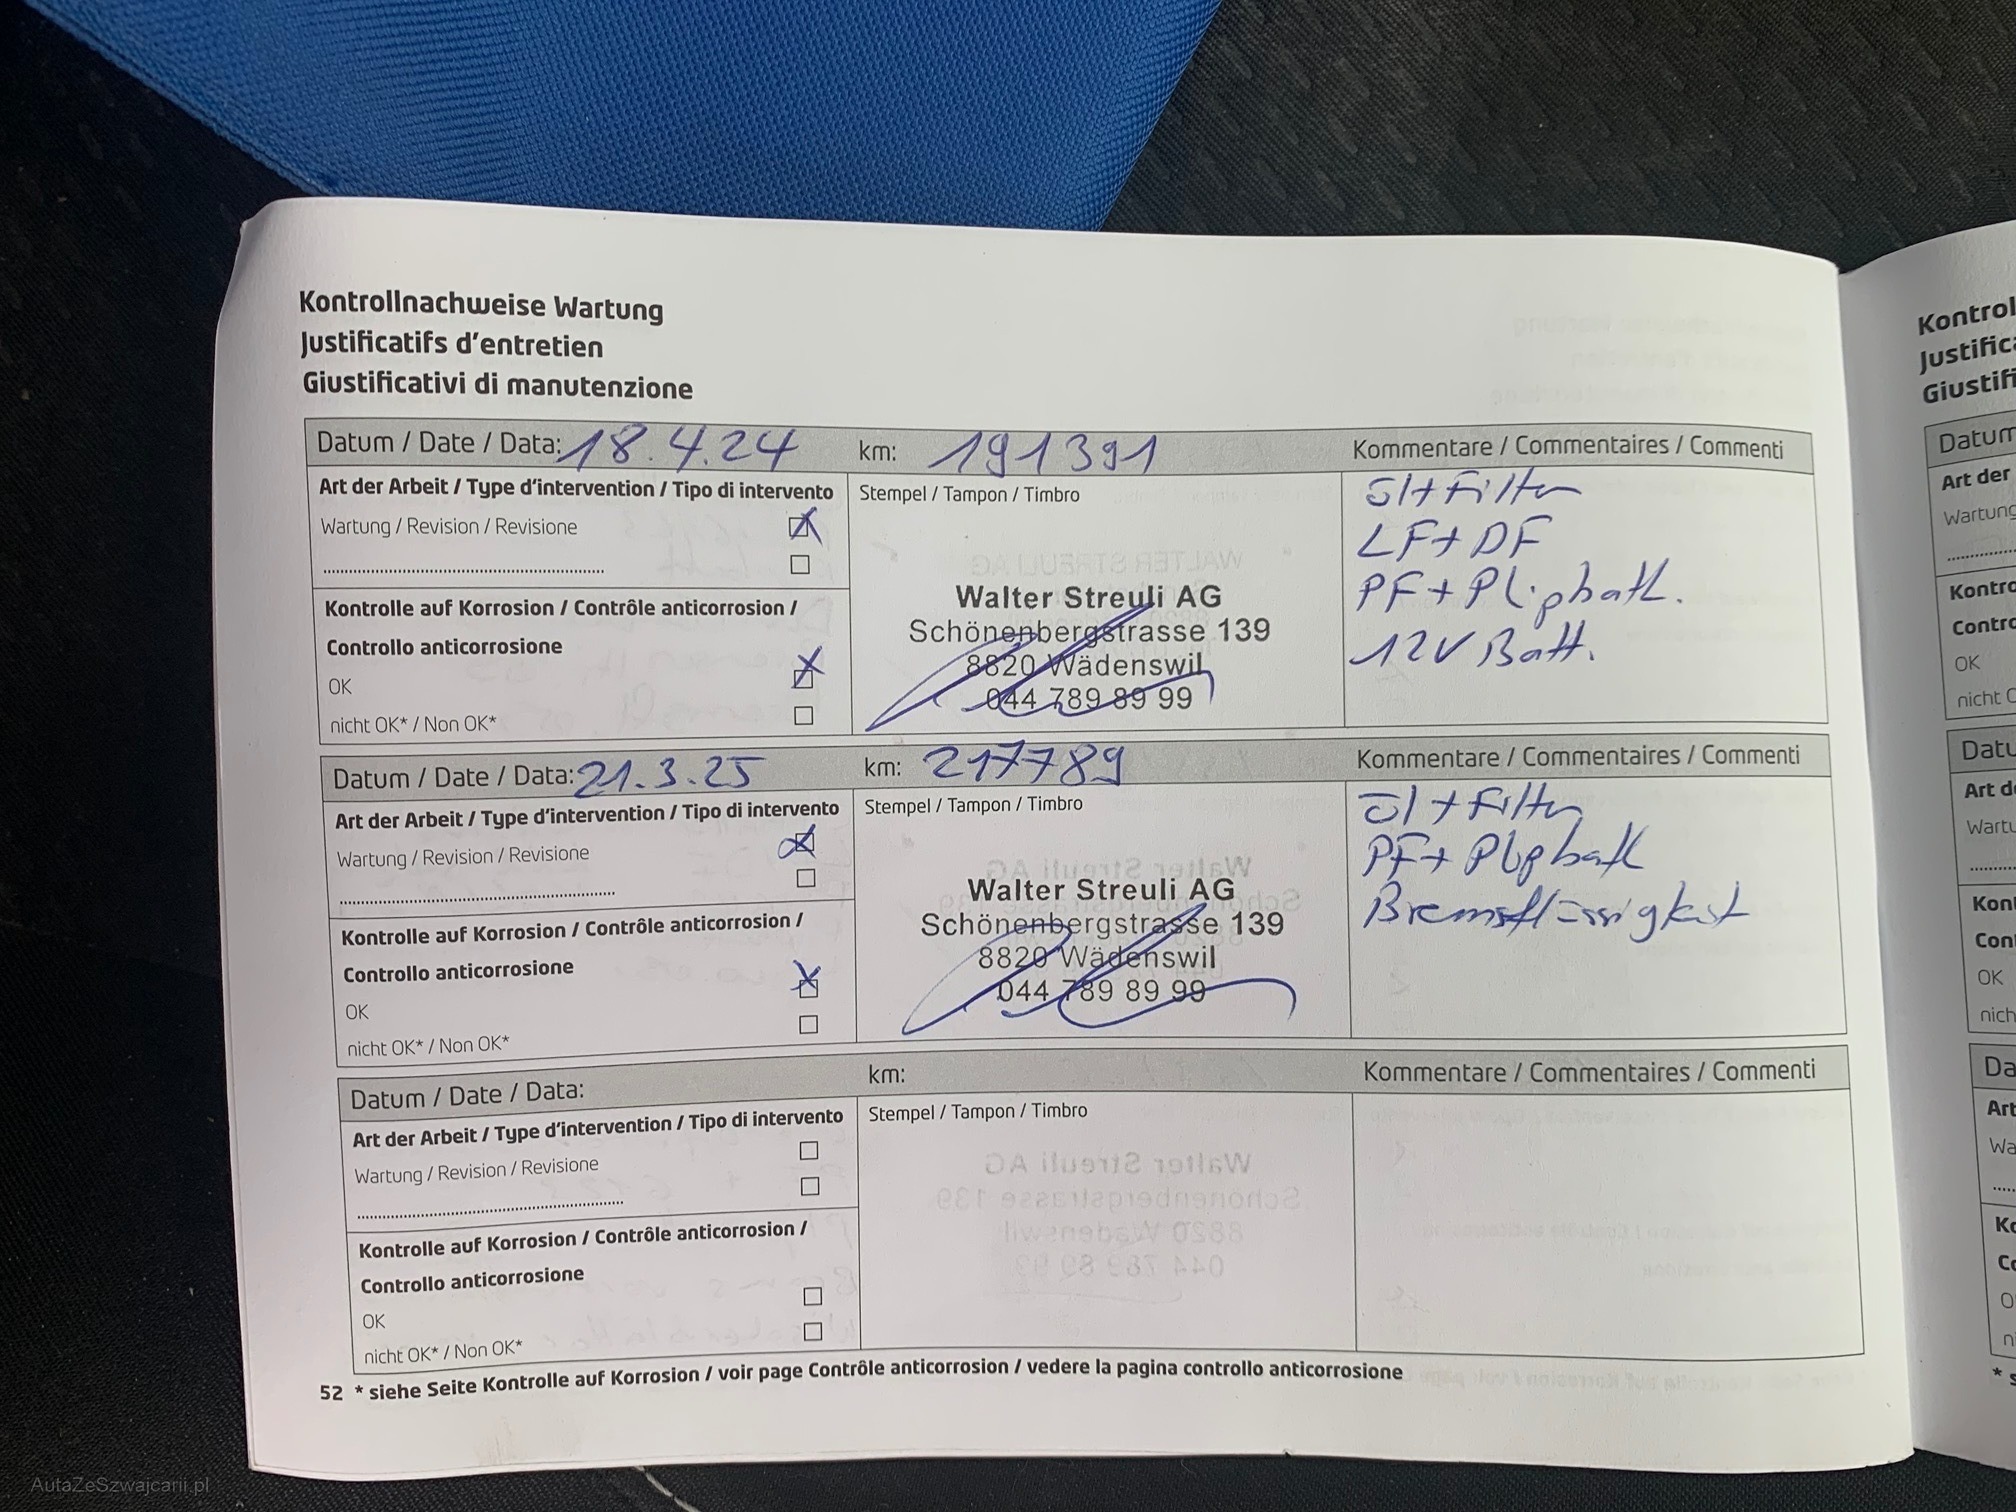 Kontrollnachweise Wartung
Justificatifs d'entretien
Giustificativi di manutenzione
Datum / Date / Data: 18.4.24 km: 191391 Kommentare / Commentaires / Commenti
Art der Arbeit / Type d'intervention / Tipo di intervento
Wartung / Revision / Revisione
Kontrolle auf Korrosion / Contrôle anticorrosion /
Controllo anticorrosione
OK
nicht OK* / Non OK*
Stempel / Tampon / Timbro
Walter Streuli AG
Schönenbergstrasse 139
8820 Wädenswil
044 789 89 99
Öl + Filter
LF + DF
PF + Plipbatt.
12V Batt.
Datum / Date / Data: 21.3.25 km: 217789 Kommentare / Commentaires / Commenti
Art der Arbeit / Type d'intervention / Tipo di intervento
Wartung / Revision / Revisione
Kontrolle auf Korrosion / Contrôle anticorrosion /
Controllo anticorrosione
OK
nicht OK* / Non OK*
Stempel / Tampon / Timbro
Walter Streuli AG
Schönenbergstrasse 139
8820 Wädenswil
044 789 89 99
Öl + Filter
PF + Plipbatt
Bremsflüssigkeit
Datum / Date / Data: km: Kommentare / Commentaires / Commenti
Art der Arbeit / Type d'intervention / Tipo di intervento
Wartung / Revision / Revisione
Kontrolle auf Korrosion / Contrôle anticorrosion /
Controllo anticorrosione
OK
nicht OK* / Non OK*
Stempel / Tampon / Timbro
52 * siehe Seite Kontrolle auf Korrosion / voir page Contrôle anticorrosion / vedere la pagina controllo anticorrosione
AutaZeSzwajcarii.pl